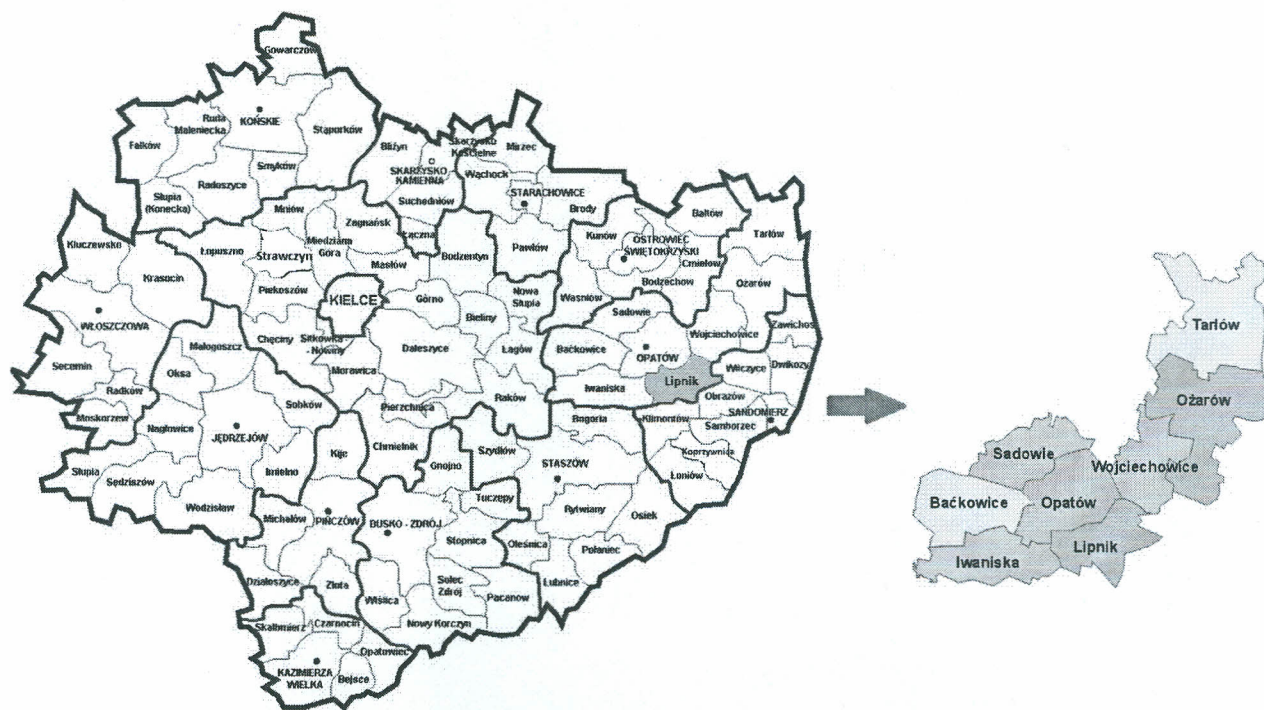 Gowarczów
Ruda
Maleniecka
KOŃSKIE
Stąporków
Fałków
Smyków
Radoszyce
Słupia
(Konecka)
Bliżyn
Skarżysko
Kościelne
Mirzec
SKARŻYSKO
KAMIENNA
Wąchock
STARACHOWICE
Suchedniów
Brody
Mniów
Zagnańsk
Łączna
Bodzentyn
Pawłów
Kunów
Bałtów
OSTROWIEC
ŚWIĘTOKRZYSKI
Tarłów
Ćmielów
Bodzechów
Ożarów
Kluczewsko
Łopuszno
Strawczyn
Miedziana
Góra
Masłów
Krasocin
Piekoszów
KIELCE
Górno
Nowa
Słupia
Waśniów
Bieliny
Sadowie
Wojciechowice
Zawichost
WŁOSZCZOWA
Małogoszcz
Chęciny
Sitkówka
- Nowiny
Daleszyce
Łagów
Baćkowice
OPATÓW
Wilczyce
Dwikozy
Secemin
Oksa
Morawica
Iwaniska
Lipnik
Radków
Sobków
Pierzchnica
Raków
Obrazów
SANDOMIERZ
Moskorzew
Nagłowice
JĘDRZEJÓW
Chmielnik
Bogoria
Klimontów
Samborzec
Kije
Gnojno
Szydłów
STASZÓW
Koprzywnica
Łoniów
Słupia
Sędziszów
Imielno
Tuczępy
Wodzisław
Michałów
PIŃCZÓW
BUSKO - ZDRÓJ
Rytwiany
Osiek
Stopnica
Oleśnica
Połaniec
Działoszyce
Złota
Wiślica
Solec
Zdrój
Pacanów
Łubnice
Skalbmierz
Czarnocin
Nowy Korczyn
Opatowiec
KAZIMIERZA
WIELKA
Bejsce
Tarłów
Ożarów
Sadowie
Wojciechowice
Baćkowice
Opatów
Lipnik
Iwaniska